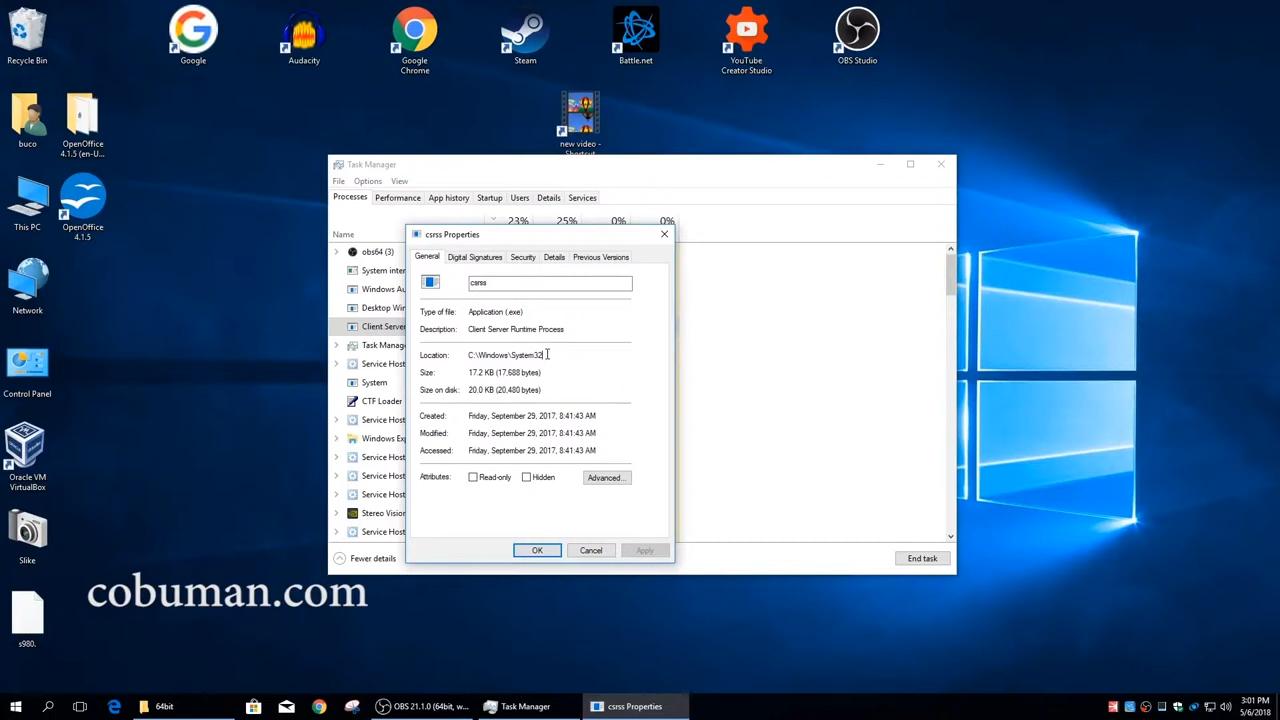 Recycle Bin
Google
Audacity
Google
Chrome
Steam
Battle.net
YouTube
Creator Studio
OBS Studio
buco
OpenOffice
4.1.5 (en-U...
new video -
Shortcut
This PC
OpenOffice
4.1.5
Network
Control Panel
Oracle VM
VirtualBox
Slike
s980.
Task Manager
File Options View
Processes Performance App history Startup Users Details Services
23% 25% 0% 0%
Name
obs64 (3)
System inter
Windows Au
Desktop Win
Client Server
Task Manage
Service Host
System
CTF Loader
Service Host
Windows Exp
Service Host
Service Host
Service Host
Stereo Vision
Service Host
Fewer details
End task
csrss Properties
General Digital Signatures Security Details Previous Versions
csrss
Type of file: Application (.exe)
Description: Client Server Runtime Process
Location: C:\Windows\System32
Size: 17.2 KB (17,688 bytes)
Size on disk: 20.0 KB (20,480 bytes)
Created: Friday, September 29, 2017, 8:41:43 AM
Modified: Friday, September 29, 2017, 8:41:43 AM
Accessed: Friday, September 29, 2017, 8:41:43 AM
Attributes: Read-only Hidden Advanced...
OK Cancel Apply
cobuman.com
64bit
OBS 21.1.0 (64bit, w...
Task Manager
csrss Properties
3:01 PM
5/6/2018